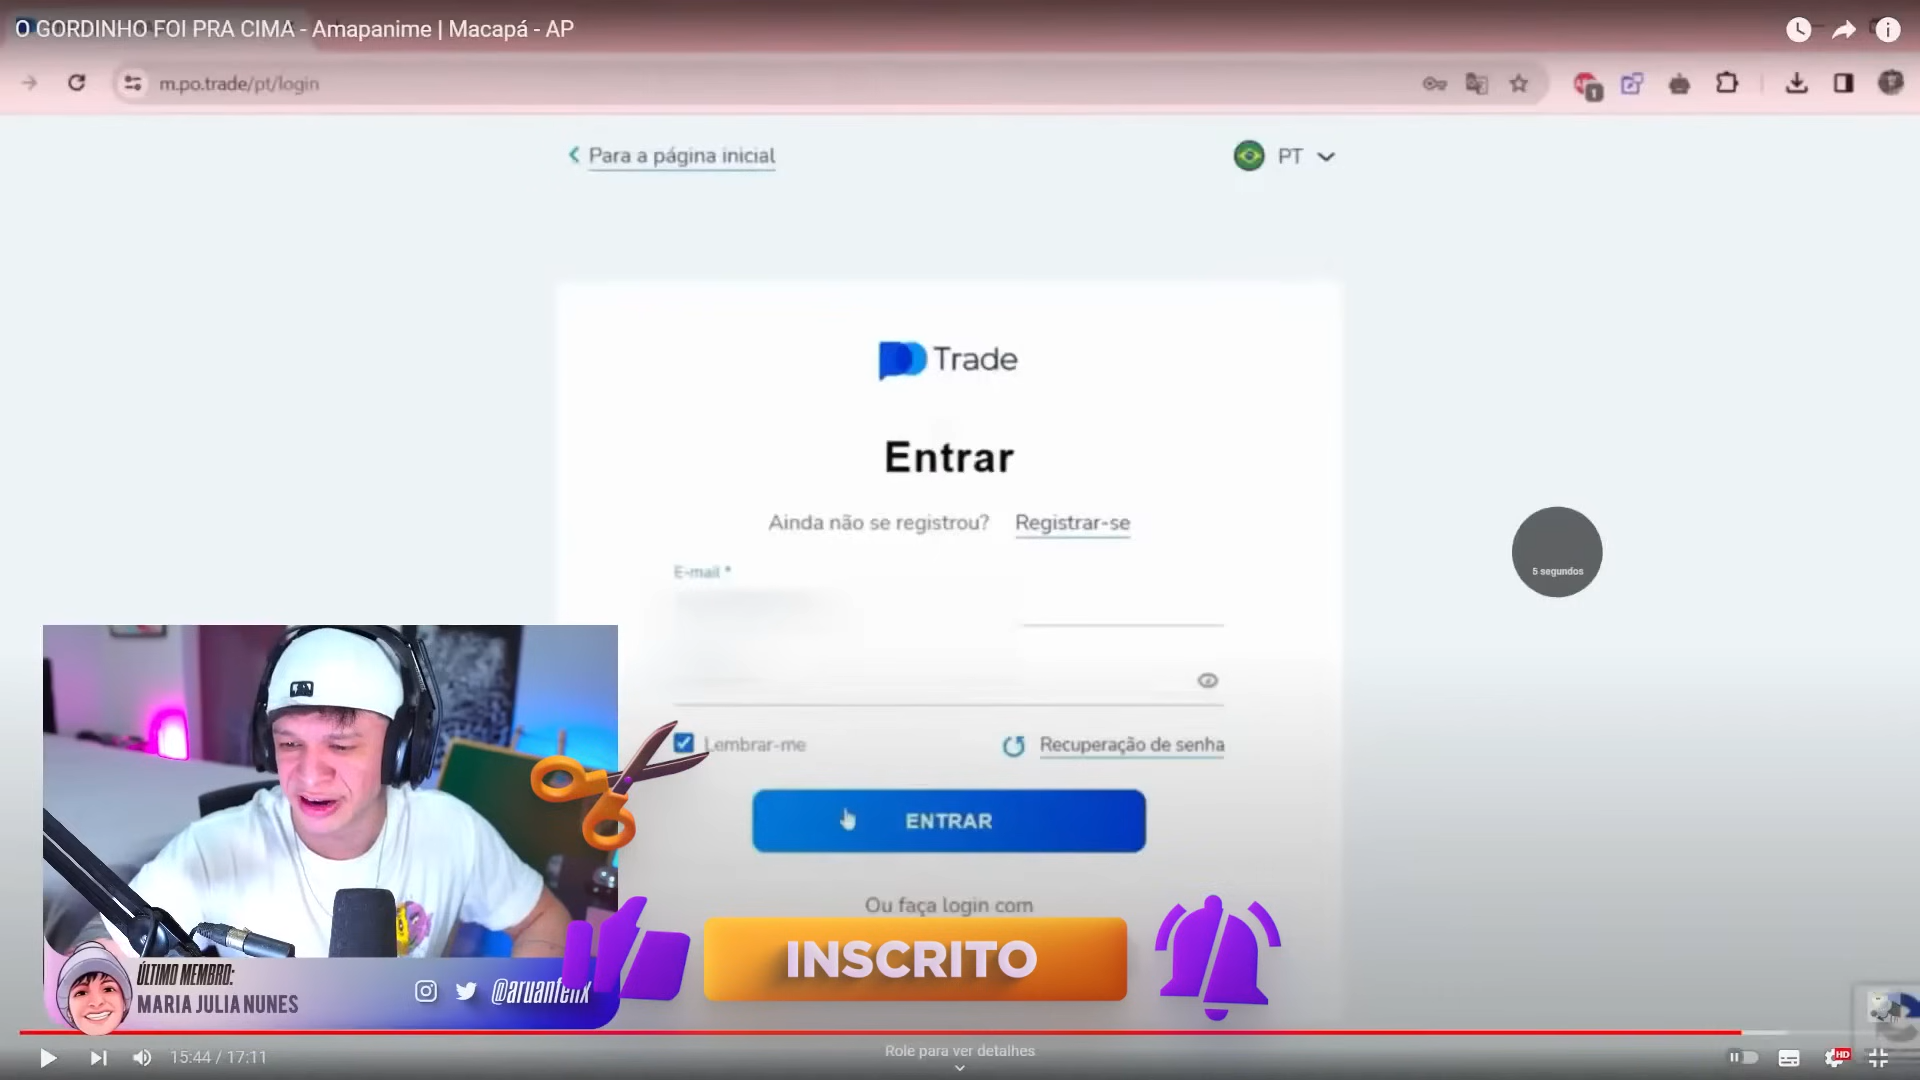 O GORDINHO FOI PRA CIMA - Amapanime | Macapá - AP
m.po.trade/pt/login
1
Para a página inicial
PT
Trade
Entrar
Ainda não se registrou? Registrar-se
E-mail *
5 segundos
Lembrar-me
Recuperação de senha
ENTRAR
Ou faça login com
INSCRITO
ÚLTIMO MEMBRO:
MARIA JULIA NUNES
@aruanfelix
15:44 / 17:11
Role para ver detalhes
HD